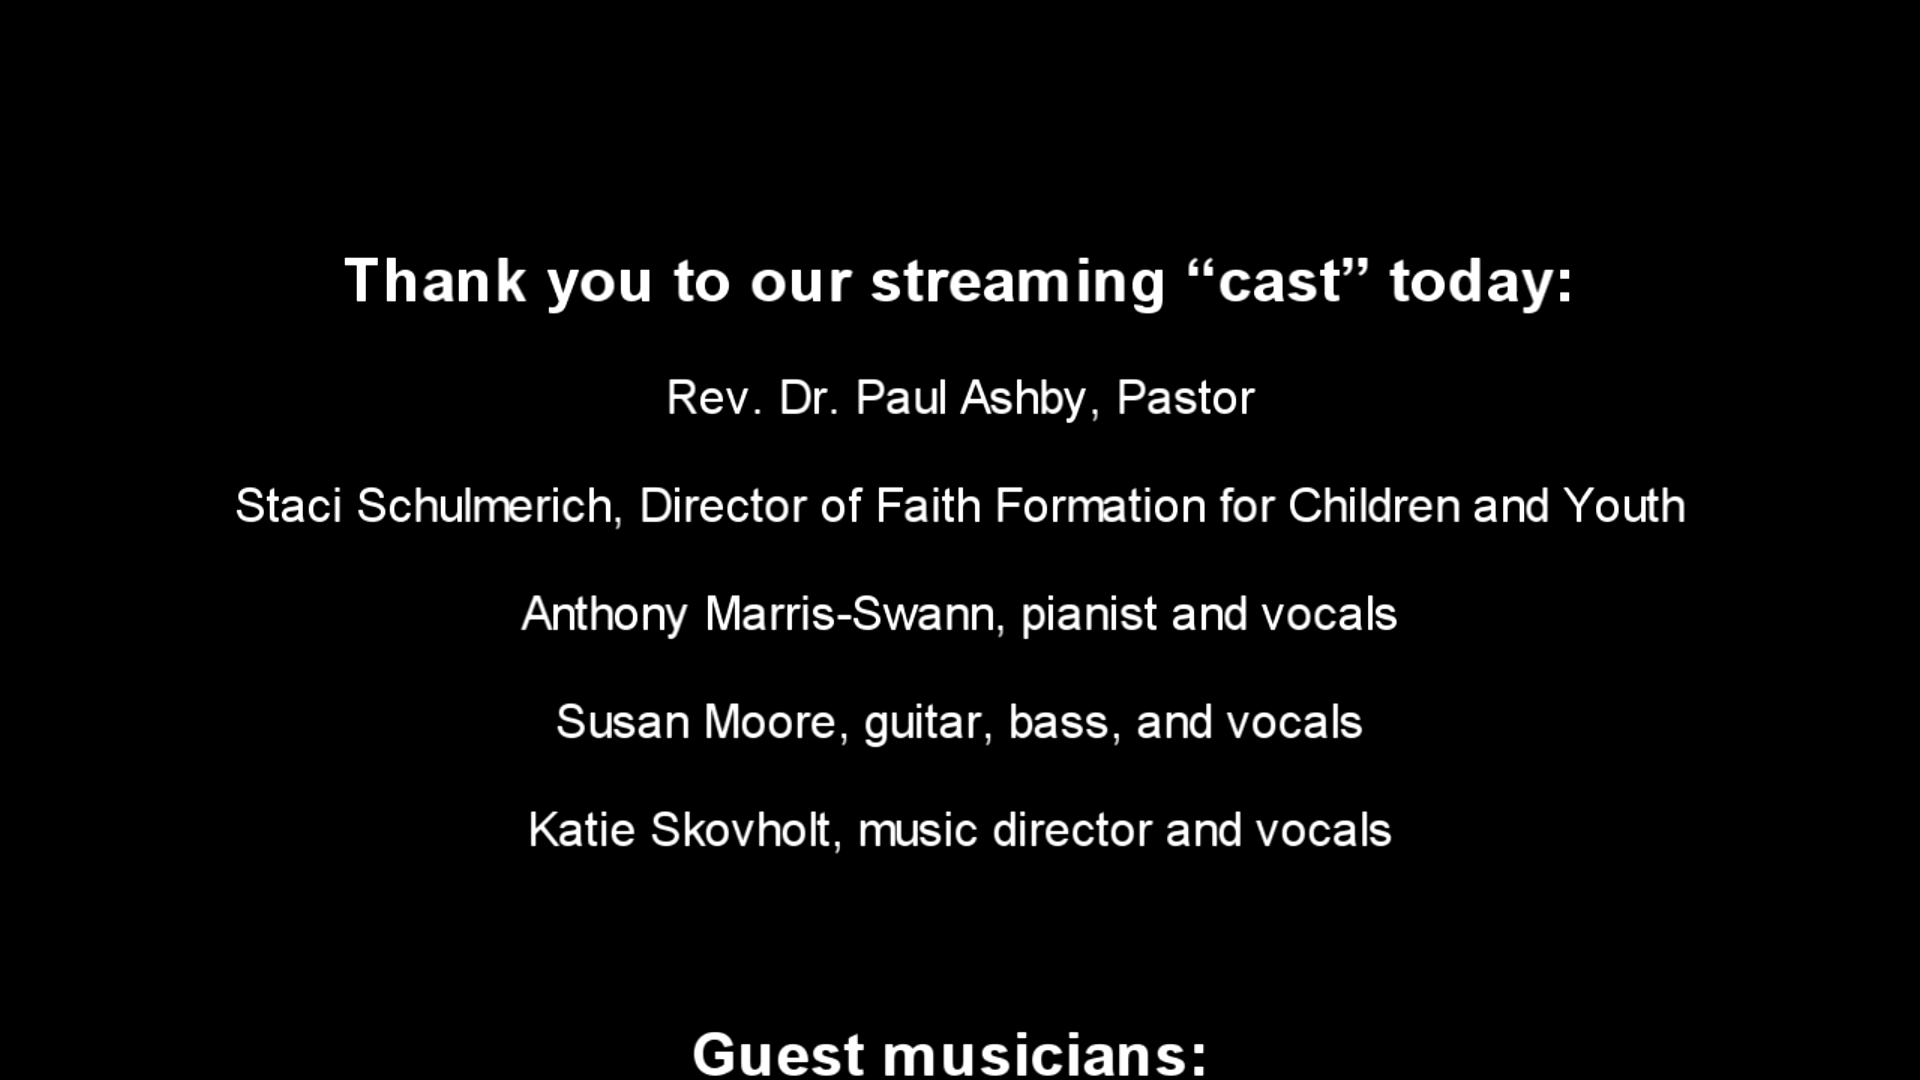 Thank you to our streaming “cast” today:
Rev. Dr. Paul Ashby, Pastor
Staci Schulmerich, Director of Faith Formation for Children and Youth
Anthony Marris-Swann, pianist and vocals
Susan Moore, guitar, bass, and vocals
Katie Skovholt, music director and vocals
Guest musicians: